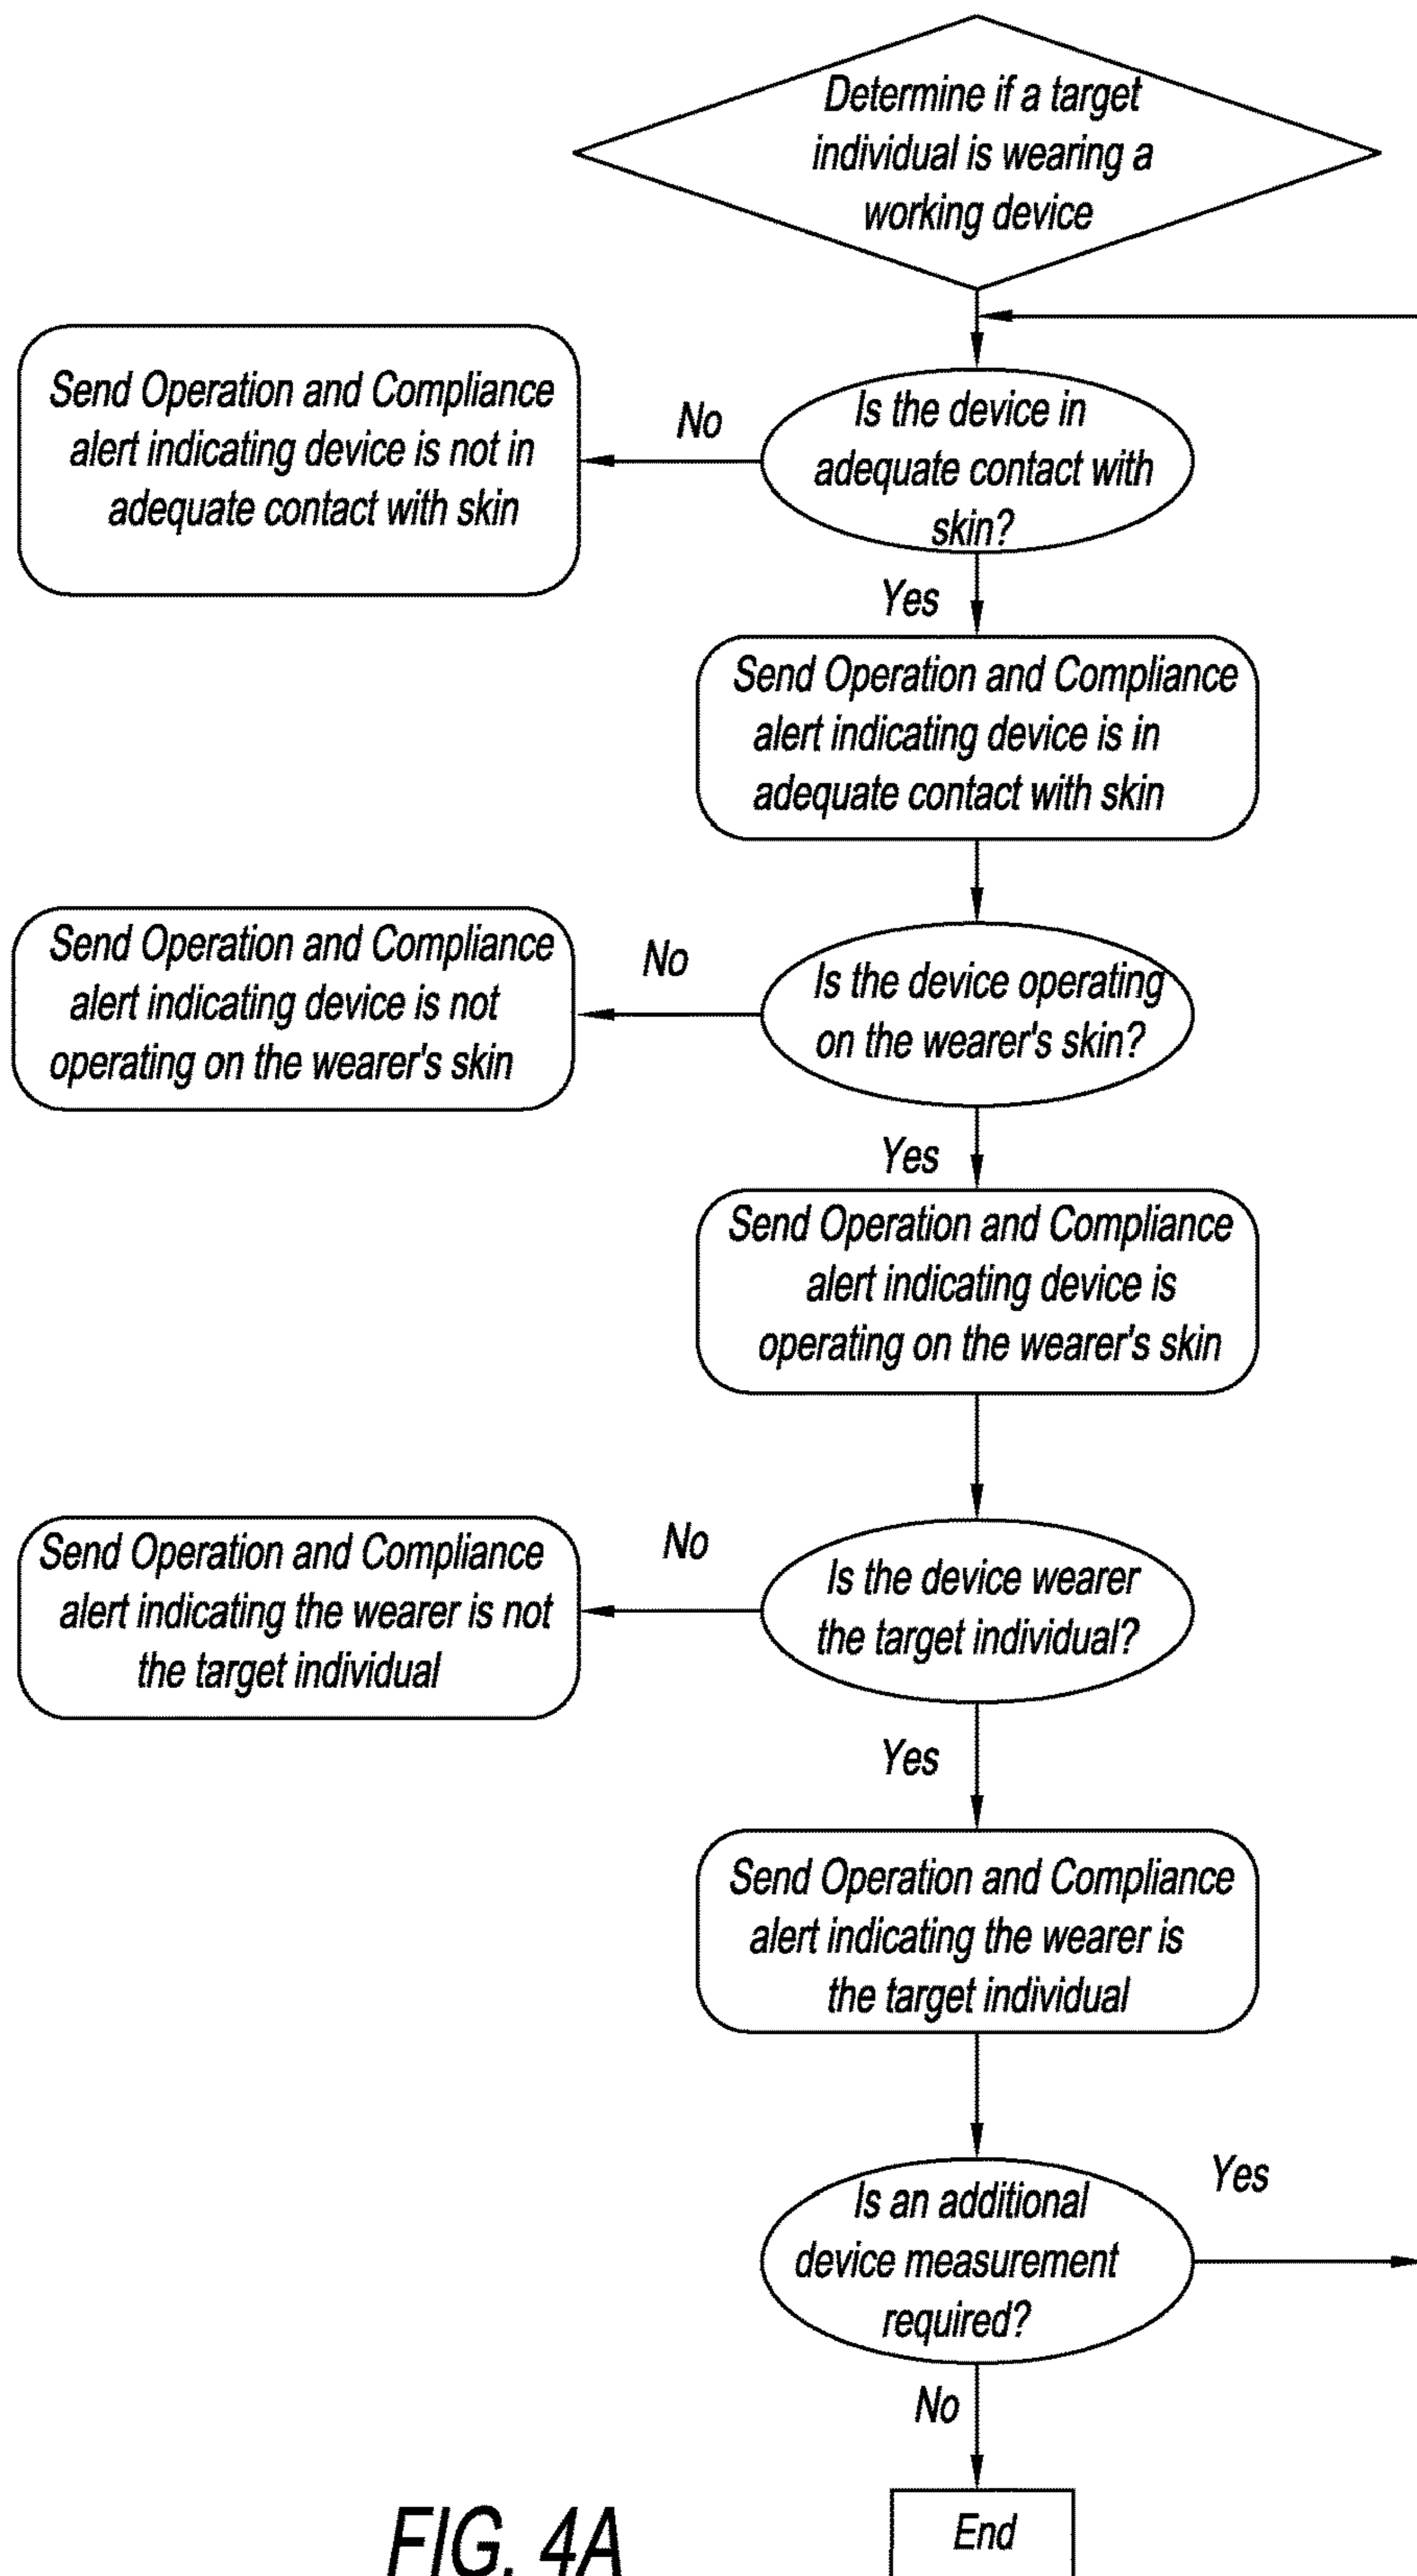 Determine if a target
individual is wearing a
working device
Send Operation and Compliance
alert indicating device is not in
adequate contact with skin
No
Is the device in
adequate contact with
skin?
Yes
Send Operation and Compliance
alert indicating device is in
adequate contact with skin
Send Operation and Compliance
alert indicating device is not
operating on the wearer's skin
No
Is the device operating
on the wearer's skin?
Yes
Send Operation and Compliance
alert indicating device is
operating on the wearer's skin
Send Operation and Compliance
alert indicating the wearer is not
the target individual
No
Is the device wearer
the target individual?
Yes
Send Operation and Compliance
alert indicating the wearer is
the target individual
Is an additional
device measurement
required?
Yes
No
End
FIG. 4A